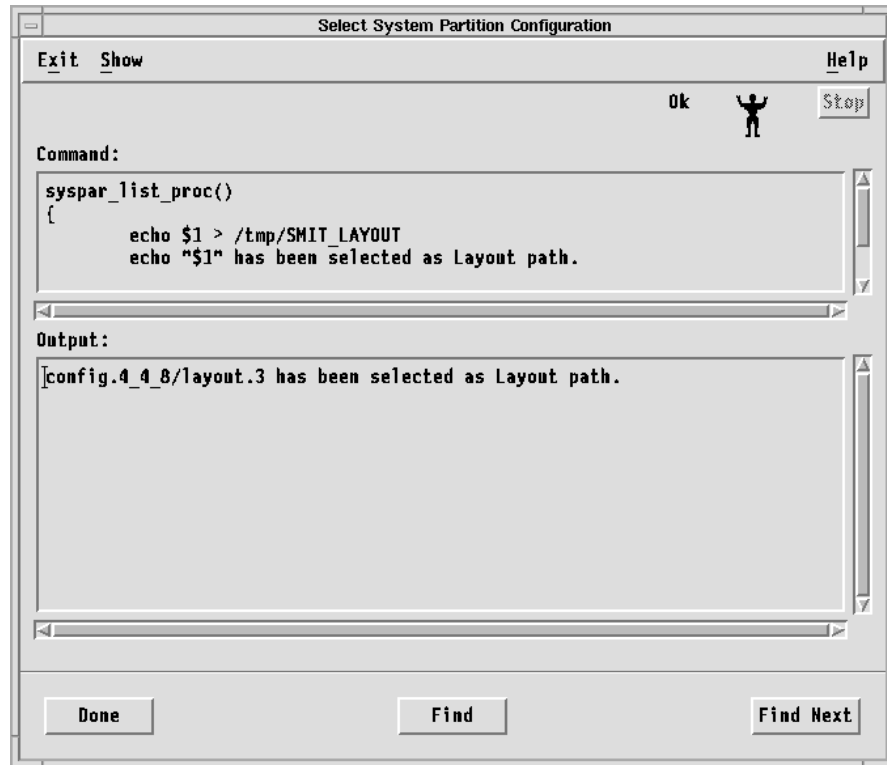 Select System Partition Configuration
Exit Show Help
Ok Stop
Command:
syspar_list_proc()
{
echo $1 > /tmp/SMIT_LAYOUT
echo "$1" has been selected as Layout path.
Output:
config.4_4_8/layout.3 has been selected as Layout path.
Done Find Find Next